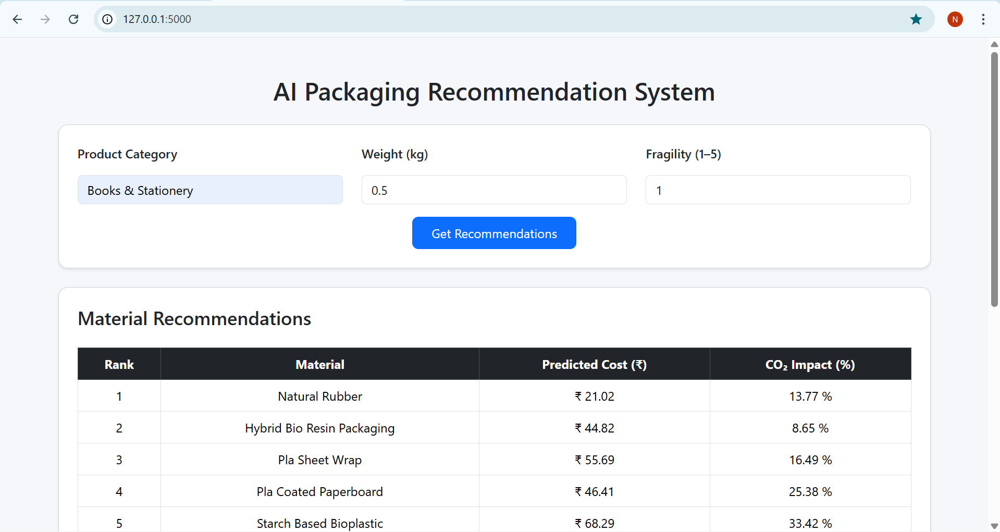 127.0.0.1:5000
N
AI Packaging Recommendation System
Product Category Weight (kg) Fragility (1–5)
Books & Stationery 0.5 1
Get Recommendations
Material Recommendations
Rank Material Predicted Cost (₹) CO₂ Impact (%)
1 Natural Rubber ₹ 21.02 13.77 %
2 Hybrid Bio Resin Packaging ₹ 44.82 8.65 %
3 Pla Sheet Wrap ₹ 55.69 16.49 %
4 Pla Coated Paperboard ₹ 46.41 25.38 %
5 Starch Based Bioplastic ₹ 68.29 33.42 %